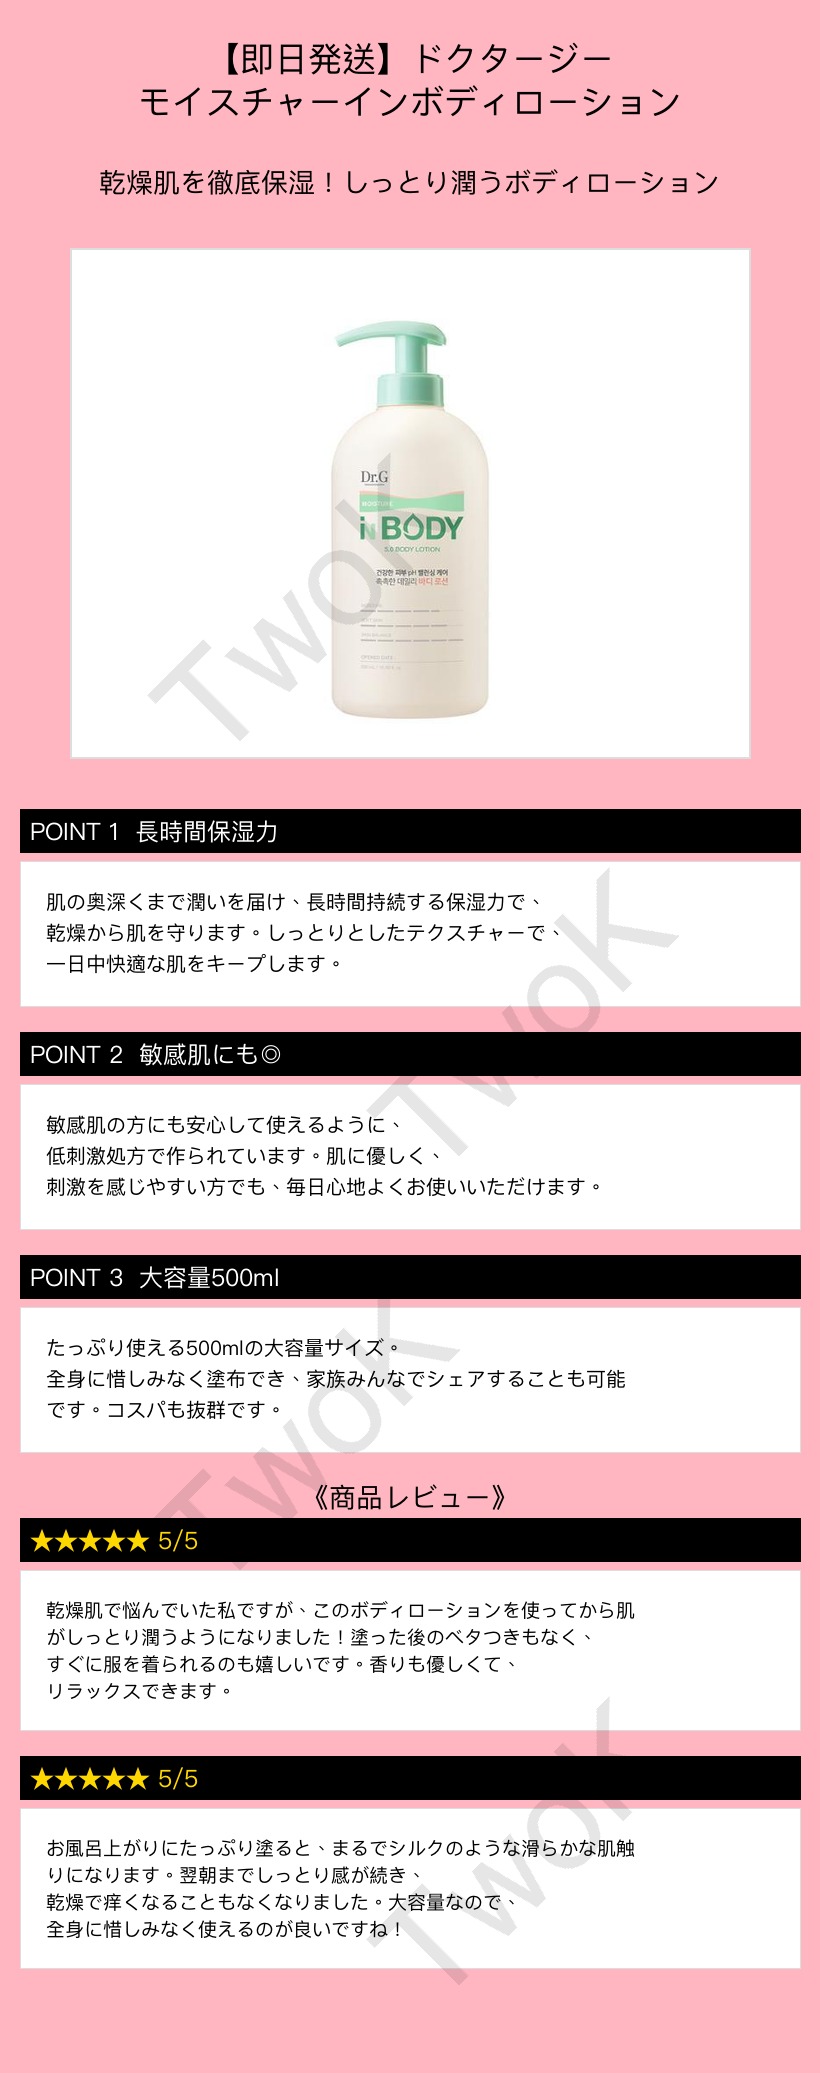 【即日発送】ドクタージー
モイスチャーインボディローション
乾燥肌を徹底保湿！しっとり潤うボディローション
Dr.G
MOISTURE
iN BODY
5.0 BODY LOTION
건강한 피부 pH 밸런싱 케어
촉촉한 데일리 바디 로션
TwoK
POINT 1 長時間保湿力
肌の奥深くまで潤いを届け、長時間持続する保湿力で、
乾燥から肌を守ります。しっとりとしたテクスチャーで、
一日中快適な肌をキープします。
TwoK
POINT 2 敏感肌にも◎
敏感肌の方にも安心して使えるように、
低刺激処方で作られています。肌に優しく、
刺激を感じやすい方でも、毎日心地よくお使いいただけます。
POINT 3 大容量500ml
たっぷり使える500mlの大容量サイズ。
全身に惜しみなく塗布でき、家族みんなでシェアすることも可能
です。コスパも抜群です。
TwoK
《商品レビュー》
★★★★★ 5/5
乾燥肌で悩んでいた私ですが、このボディローションを使ってから肌
がしっとり潤うようになりました！塗った後のベタつきもなく、
すぐに服を着られるのも嬉しいです。香りも優しくて、
リラックスできます。
★★★★★ 5/5
お風呂上がりにたっぷり塗ると、まるでシルクのような滑らかな肌触
りになります。翌朝までしっとり感が続き、
乾燥で痒くなることもなくなりました。大容量なので、
全身に惜しみなく使えるのが良いですね！
TwoK